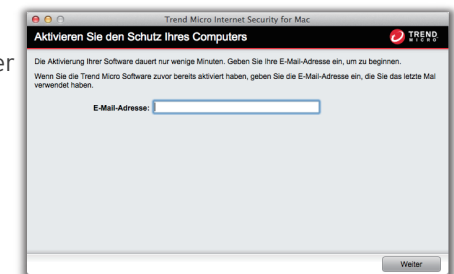 Trend Micro Internet Security for Mac
Aktivieren Sie den Schutz Ihres Computers
TREND
MICRO
er
Die Aktivierung Ihrer Software dauert nur wenige Minuten. Geben Sie Ihre E-Mail-Adresse ein, um zu beginnen.
Wenn Sie die Trend Micro Software zuvor bereits aktiviert haben, geben Sie die E-Mail-Adresse ein, die Sie das letzte Mal
verwendet haben.
E-Mail-Adresse:
Weiter